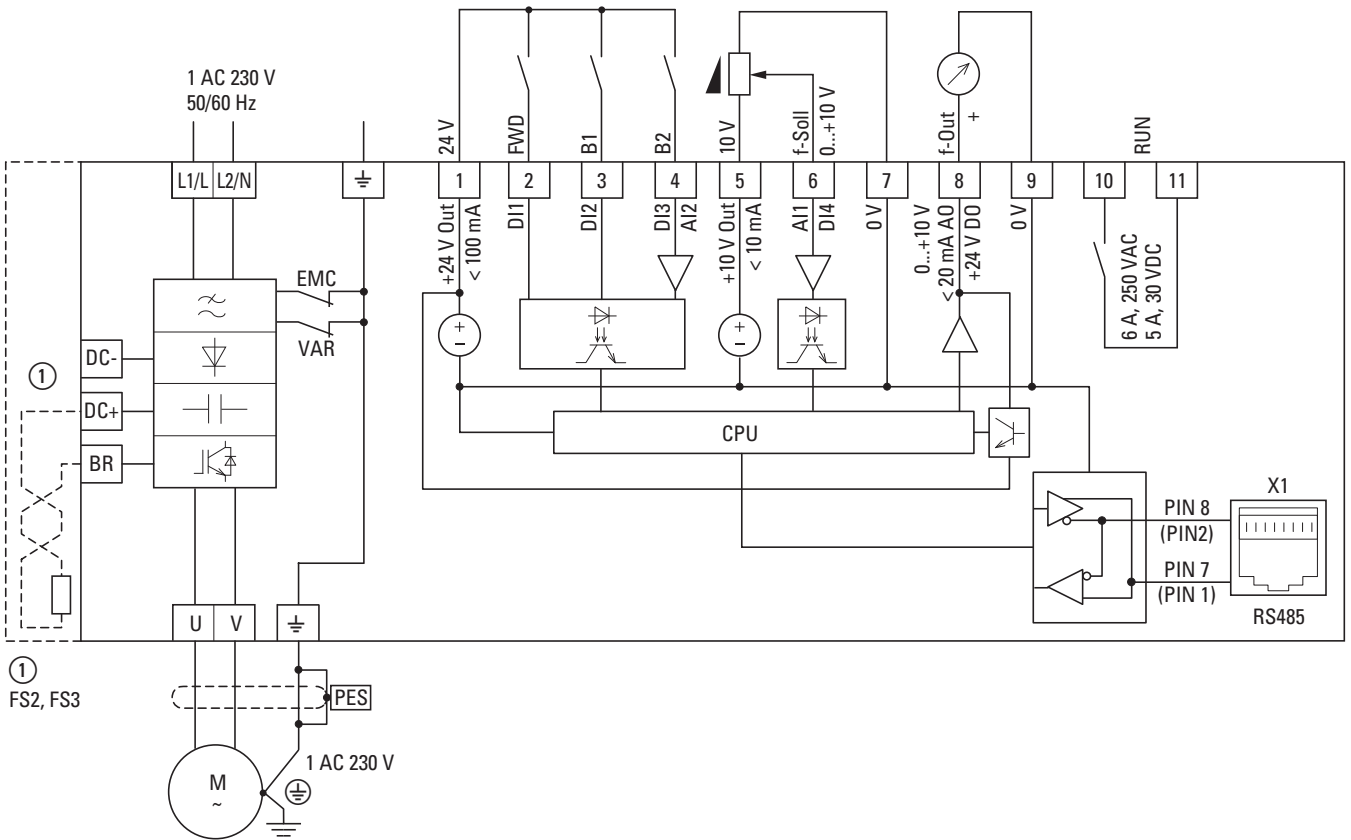 1 AC 230 V
50/60 Hz
24 V
FWD
B1
B2
10 V
f-Soll
0...+10 V
f-Out
+
RUN
L1/L
L2/N
1
2
3
4
5
6
7
8
9
10
11
+24 V Out
< 100 mA
DI1
DI2
DI3
AI2
+10 V Out
< 10 mA
AI1
DI4
0 V
0...+10 V
< 20 mA AO
+24 V DO
0 V
6 A, 250 VAC
5 A, 30 VDC
EMC
VAR
+
−
+
−
DC-
DC+
BR
1
CPU
X1
PIN 8
(PIN2)
PIN 7
(PIN 1)
RS485
U
V
1
FS2, FS3
PES
1 AC 230 V
M
~